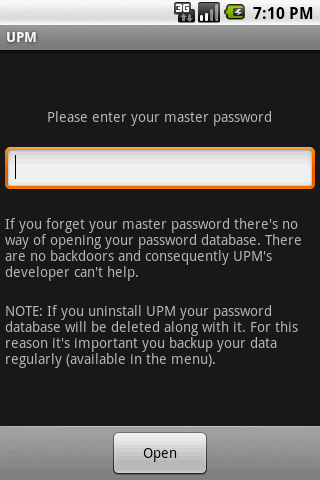 3G 7:10 PM
UPM
Please enter your master password
If you forget your master password there's no
way of opening your password database. There
are no backdoors and consequently UPM's
developer can't help.
NOTE: If you uninstall UPM your password
database will be deleted along with it. For this
reason it's important you backup your data
regularly (available in the menu).
Open